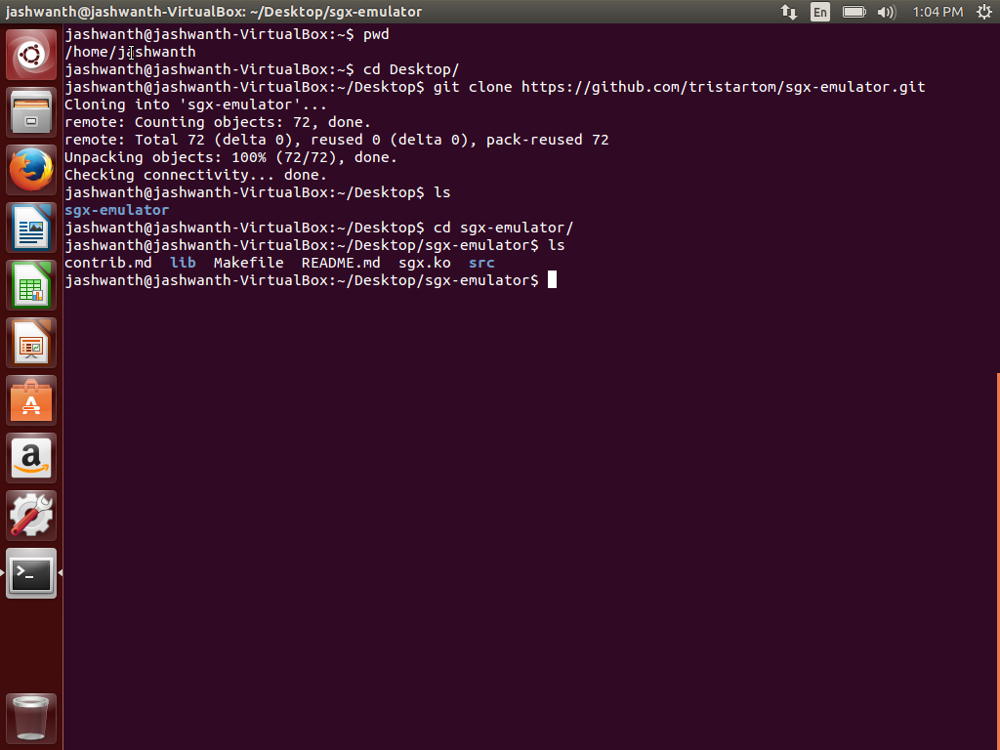 jashwanth@jashwanth-VirtualBox: ~/Desktop/sgx-emulator
En
1:04 PM
jashwanth@jashwanth-VirtualBox:~$ pwd
/home/jashwanth
jashwanth@jashwanth-VirtualBox:~$ cd Desktop/
jashwanth@jashwanth-VirtualBox:~/Desktop$ git clone https://github.com/tristartom/sgx-emulator.git
Cloning into 'sgx-emulator'...
remote: Counting objects: 72, done.
remote: Total 72 (delta 0), reused 0 (delta 0), pack-reused 72
Unpacking objects: 100% (72/72), done.
Checking connectivity... done.
jashwanth@jashwanth-VirtualBox:~/Desktop$ ls
sgx-emulator
jashwanth@jashwanth-VirtualBox:~/Desktop$ cd sgx-emulator/
jashwanth@jashwanth-VirtualBox:~/Desktop/sgx-emulator$ ls
contrib.md  lib  Makefile  README.md  sgx.ko  src
jashwanth@jashwanth-VirtualBox:~/Desktop/sgx-emulator$